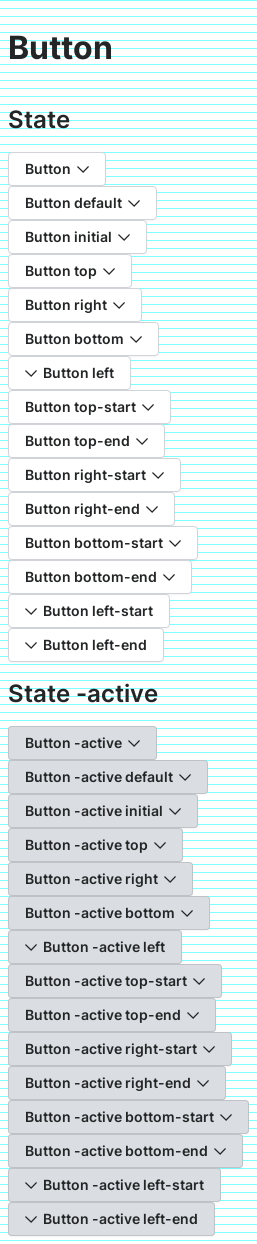 Button
State
Button
Button default
Button initial
Button top
Button right
Button bottom
Button left
Button top-start
Button top-end
Button right-start
Button right-end
Button bottom-start
Button bottom-end
Button left-start
Button left-end
State -active
Button -active
Button -active default
Button -active initial
Button -active top
Button -active right
Button -active bottom
Button -active left
Button -active top-start
Button -active top-end
Button -active right-start
Button -active right-end
Button -active bottom-start
Button -active bottom-end
Button -active left-start
Button -active left-end